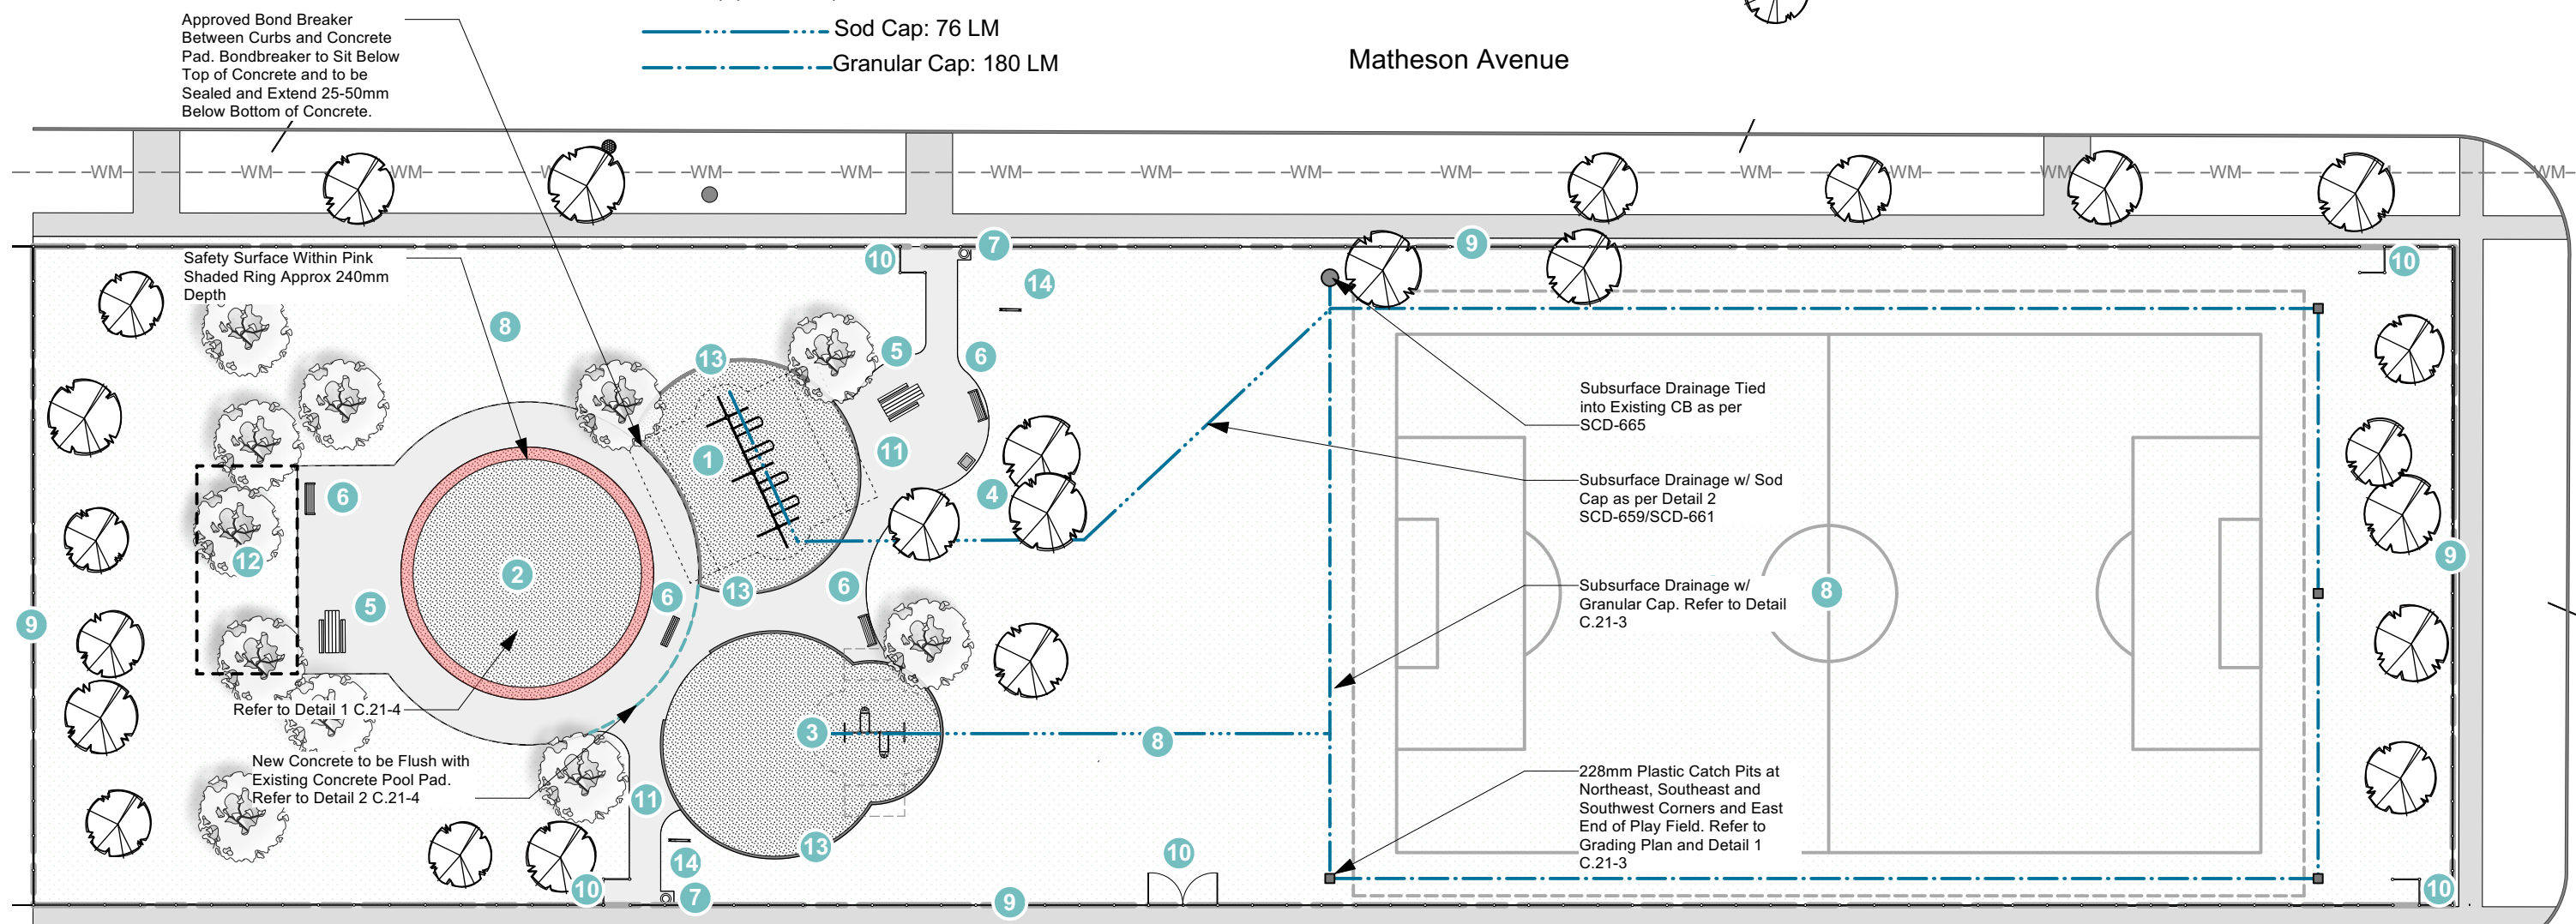 Approved Bond Breaker
Between Curbs and Concrete
Pad. Bondbreaker to Sit Below
Top of Concrete and to be
Sealed and Extend 25-50mm
Below Bottom of Concrete.
Sod Cap: 76 LM
Granular Cap: 180 LM
Matheson Avenue
WM WM WM WM WM WM WM WM WM WM WM WM WM WM WM
7
9
10
10
Safety Surface Within Pink
Shaded Ring Approx 240mm
Depth
14
8
13
5
6
Subsurface Drainage Tied
into Existing CB as per
SCD-665
1
11
6
4
Subsurface Drainage w/ Sod
Cap as per Detail 2
SCD-659/SCD-661
12
2
9
6
13
6
8
5
9
Subsurface Drainage w/
Granular Cap. Refer to Detail
C.21-3
Refer to Detail 1 C.21-4
3
8
New Concrete to be Flush with
Existing Concrete Pool Pad.
Refer to Detail 2 C.21-4
11
228mm Plastic Catch Pits at
Northeast, Southeast and
Southwest Corners and East
End of Play Field. Refer to
Grading Plan and Detail 1
C.21-3
13
14
10
10
7
9
10